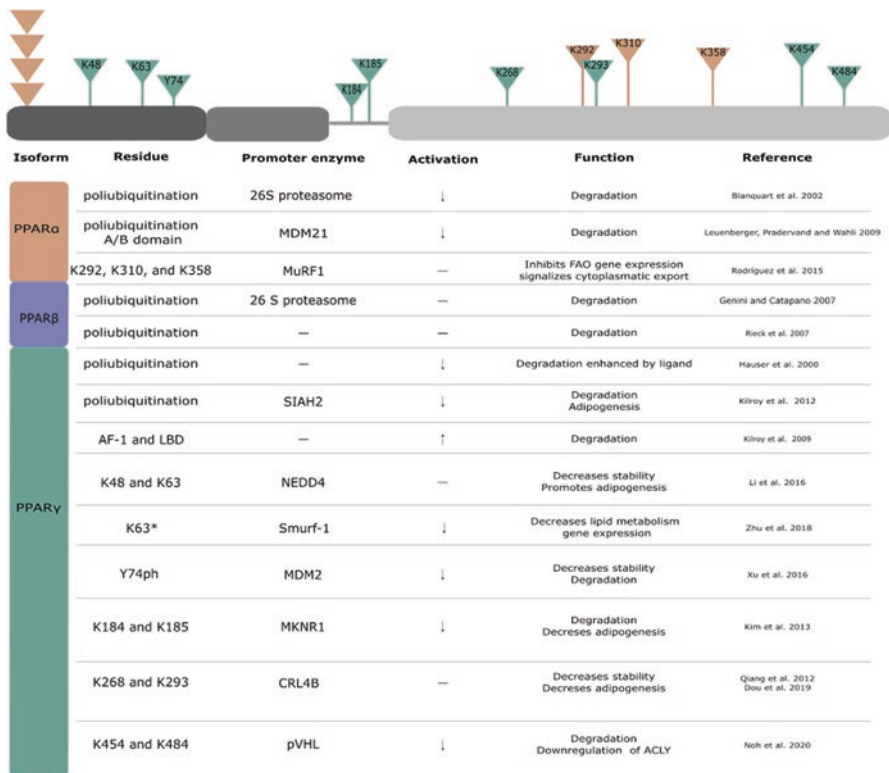 K48
K63
Y74
K184
K185
K268
K292
K293
K310
K358
K454
K484
Isoform Residue Promoter enzyme Activation Function Reference
PPARα
poliubiquitination 26S proteasome ↓ Degradation Blanquart et al. 2002
poliubiquitination
A/B domain MDM21 ↓ Degradation Leuenberger, Pradervand and Wahli 2009
K292, K310, and K358 MuRF1 — Inhibits FAO gene expression
signalizes cytoplasmatic export Rodríguez et al. 2015
PPARβ
poliubiquitination 26 S proteasome — Degradation Genini and Catapano 2007
poliubiquitination — — Degradation Rieck et al. 2007
PPARγ
poliubiquitination — ↓ Degradation enhanced by ligand Hauser et al. 2000
poliubiquitination SIAH2 ↓ Degradation
Adipogenesis Kilroy et al. 2012
AF-1 and LBD — ↑ Degradation Kilroy et al. 2009
K48 and K63 NEDD4 — Decreases stability
Promotes adipogenesis Li et al. 2016
K63* Smurf-1 ↓ Decreases lipid metabolism
gene expression Zhu et al. 2018
Y74ph MDM2 ↓ Decreases stability
Degradation Xu et al. 2016
K184 and K185 MKNR1 ↓ Degradation
Decreses adipogenesis Kim et al. 2013
K268 and K293 CRL4B — Decreases stability
Decreses adipogenesis Qiang et al. 2012
Dou et al. 2019
K454 and K484 pVHL ↓ Degradation
Downregulation of ACLY Noh et al. 2020